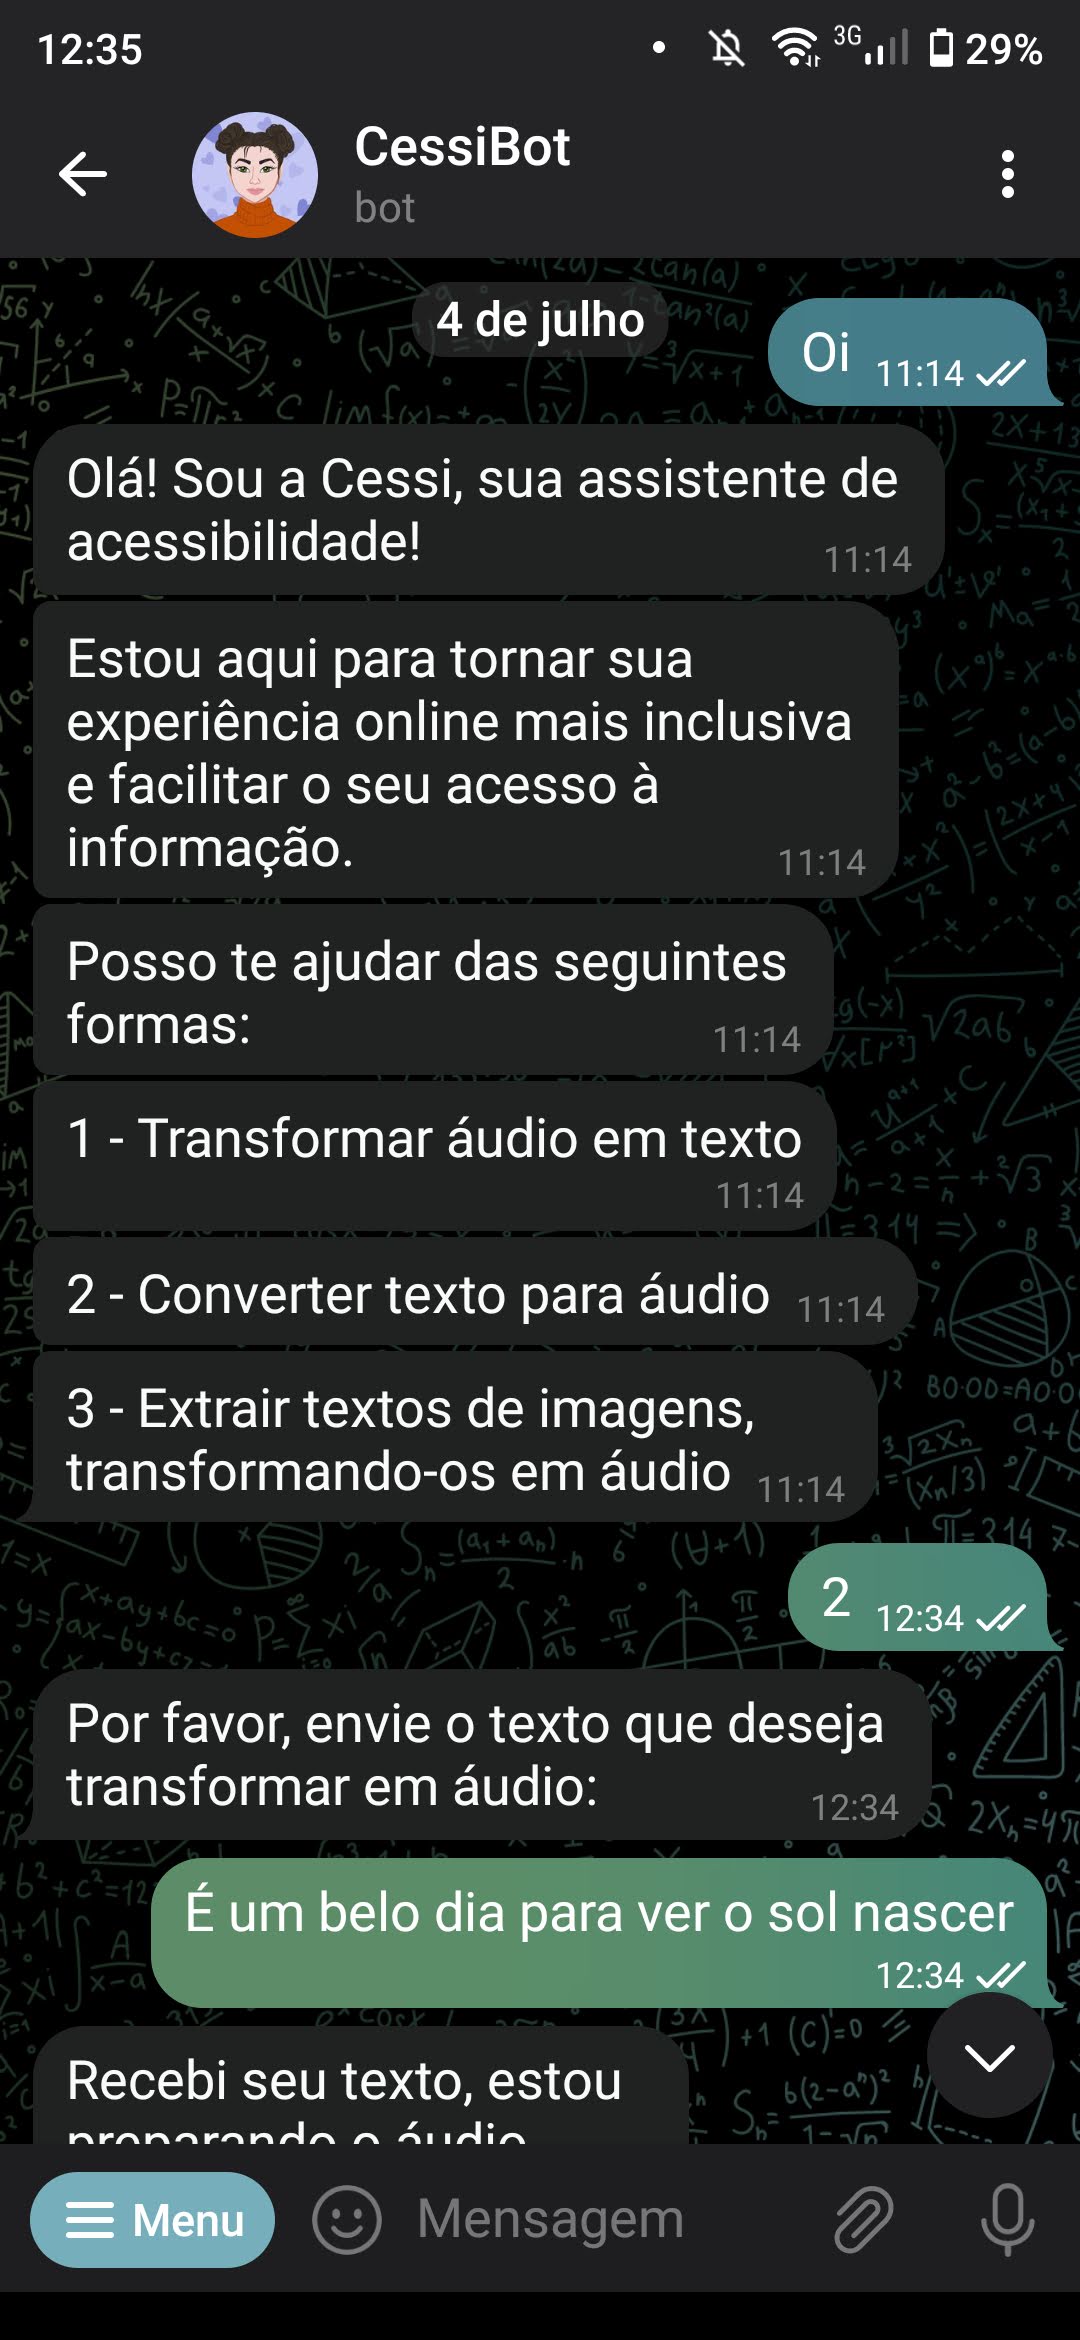 12:35
3G
29%
CessiBot
bot
4 de julho
Oi 11:14
Olá! Sou a Cessi, sua assistente de
acessibilidade!
11:14
Estou aqui para tornar sua
experiência online mais inclusiva
e facilitar o seu acesso à
informação.
11:14
Posso te ajudar das seguintes
formas:
11:14
1 - Transformar áudio em texto
11:14
2 - Converter texto para áudio 11:14
3 - Extrair textos de imagens,
transformando-os em áudio 11:14
2 12:34
Por favor, envie o texto que deseja
transformar em áudio:
12:34
É um belo dia para ver o sol nascer
12:34
Recebi seu texto, estou
preparando o áudio
Menu
Mensagem